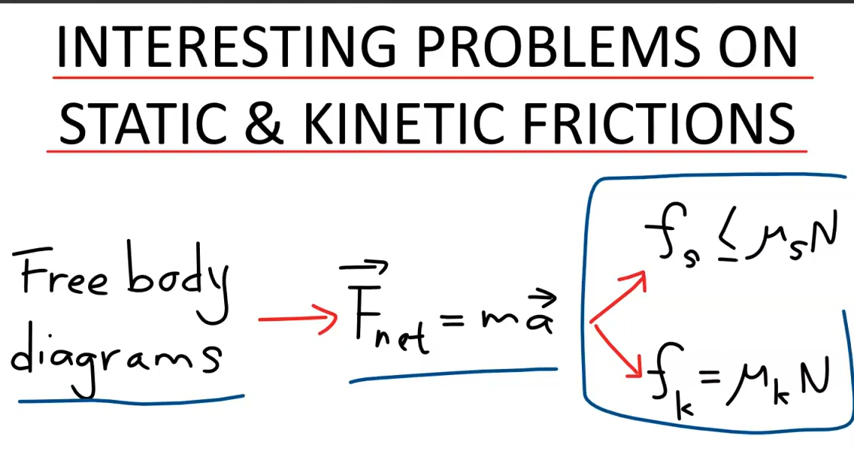 INTERESTING PROBLEMS ON
STATIC & KINETIC FRICTIONS
Free body
diagrams
→
F⃗net = ma⃗
fs ≤ μsN
fk = μkN